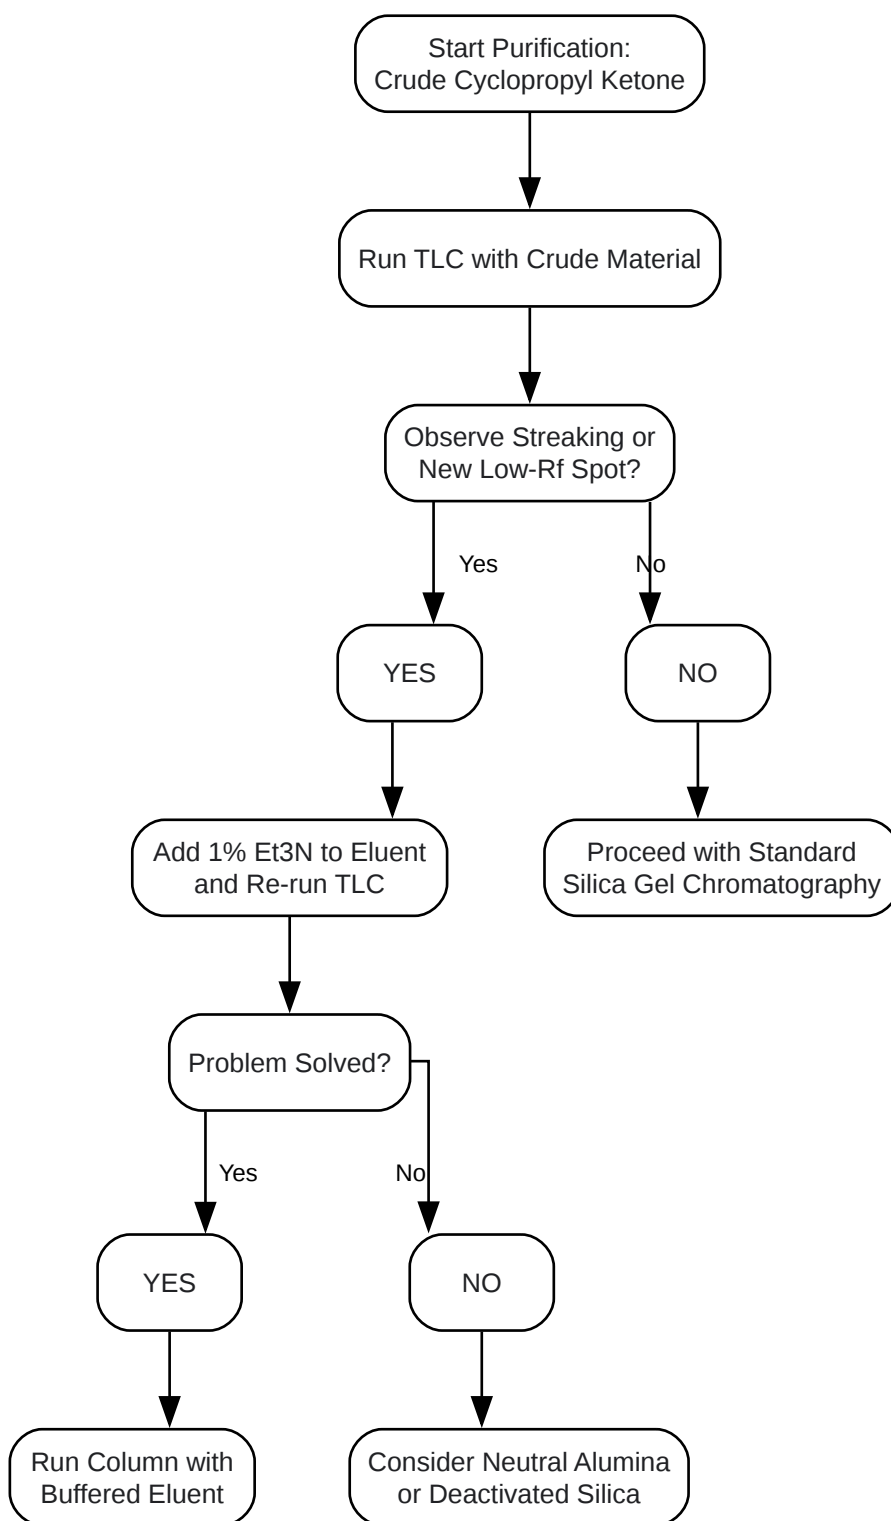 Start Purification:
Crude Cyclopropyl Ketone
Run TLC with Crude Material
Observe Streaking or
New Low-Rf Spot?
Yes
No
YES
NO
Add 1% Et3N to Eluent
and Re-run TLC
Proceed with Standard
Silica Gel Chromatography
Problem Solved?
Yes
No
YES
NO
Run Column with
Buffered Eluent
Consider Neutral Alumina
or Deactivated Silica